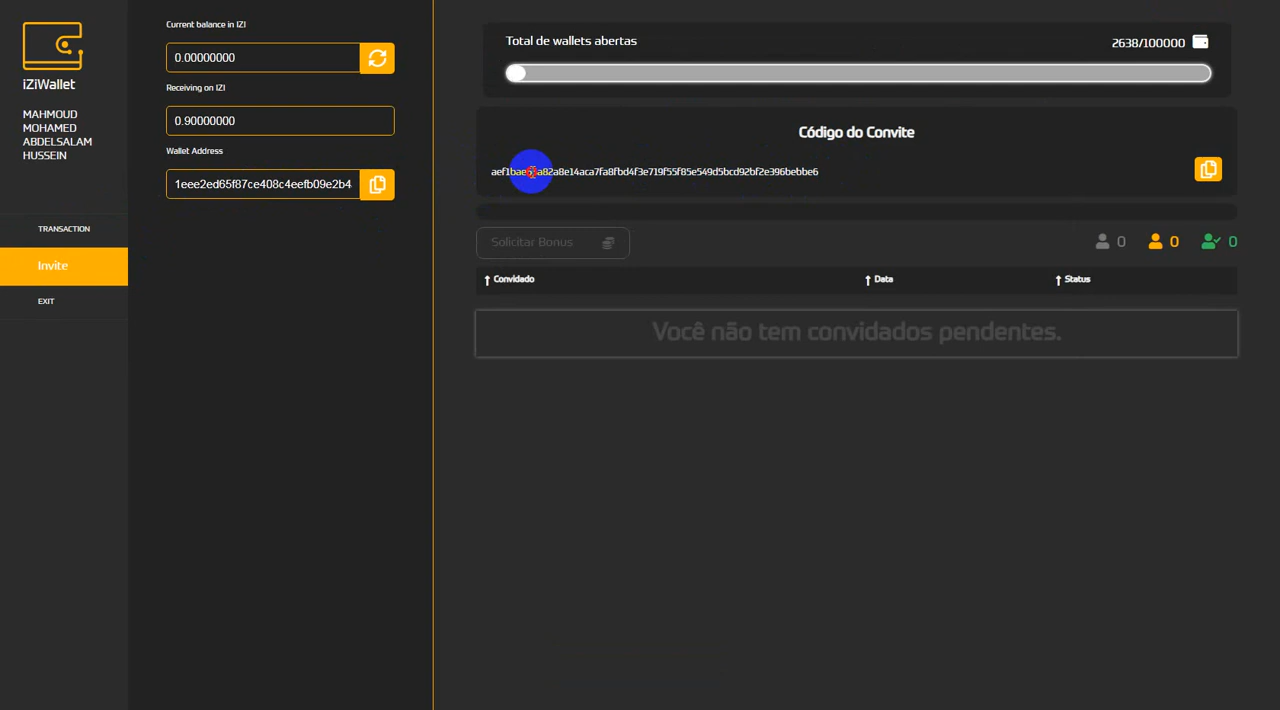 iZiWallet
MAHMOUD
MOHAMED
ABDELSALAM
HUSSEIN
TRANSACTION
Invite
EXIT
Current balance in IZI
0.00000000
Receiving on IZI
0.90000000
Wallet Address
1eee2ed65f87ce408c4eefb09e2b4
Total de wallets abertas
2638/100000
Código do Convite
Solicitar Bonus
0
0
0
Convidado
Data
Status
Você não tem convidados pendentes.